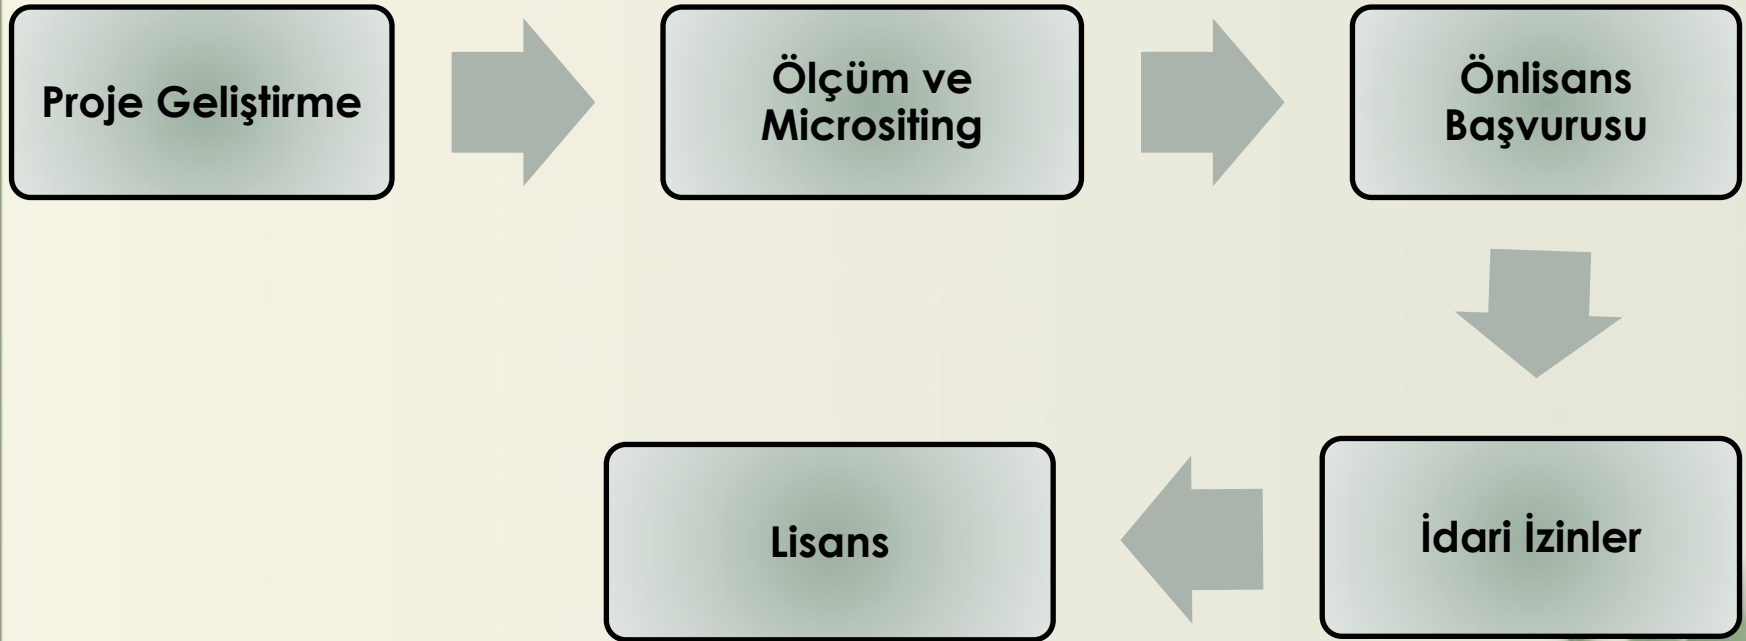 Proje Geliştirme
Ölçüm ve
Micrositing
Önlisans
Başvurusu
İdari İzinler
Lisans